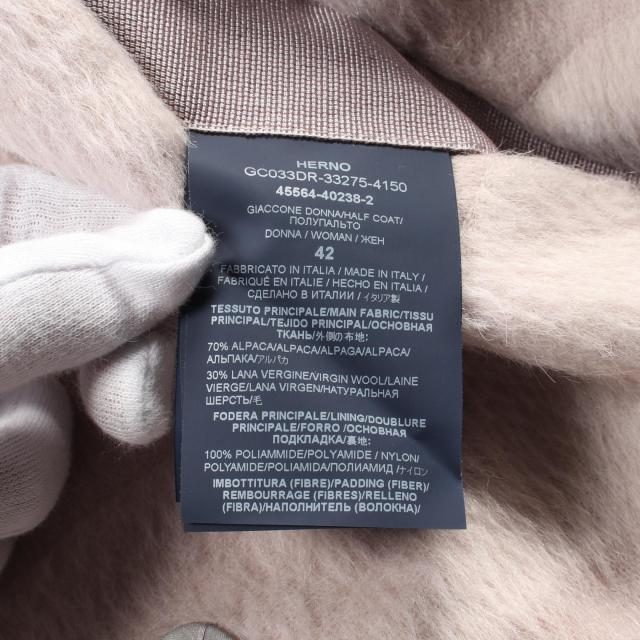 HERNO
GC033DR-33275-4150
45564-40238-2
GIACCONE DONNA/HALF COAT/
ПОЛУПАЛЬТО
DONNA / WOMAN / ЖЕН
42
FABBRICATO IN ITALIA / MADE IN ITALY /
FABRIQUÉ EN ITALIE / HECHO EN ITALIA /
СДЕЛАНО В ИТАЛИИ / イタリア製
TESSUTO PRINCIPALE/MAIN FABRIC/TISSU
PRINCIPAL/TEJIDO PRINCIPAL/ОСНОВНАЯ
ТКАНЬ/外側の布地:
70% ALPACA/ALPACA/ALPAGA/ALPACA/
АЛЬПАКА/アルパカ
30% LANA VERGINE/VIRGIN WOOL/LAINE
VIERGE/LANA VIRGEN/НАТУРАЛЬНАЯ
ШЕРСТЬ/毛
FODERA PRINCIPALE/LINING/DOUBLURE
PRINCIPALE/FORRO /ОСНОВНАЯ
ПОДКЛАДКА/裏地:
100% POLIAMMIDE/POLYAMIDE / NYLON/
POLYAMIDE/POLIAMIDA/ПОЛИАМИД /ナイロン
IMBOTTITURA (FIBRE)/PADDING (FIBER)/
REMBOURRAGE (FIBRES)/RELLENO
(FIBRA)/НАПОЛНИТЕЛЬ (ВОЛОКНА)/